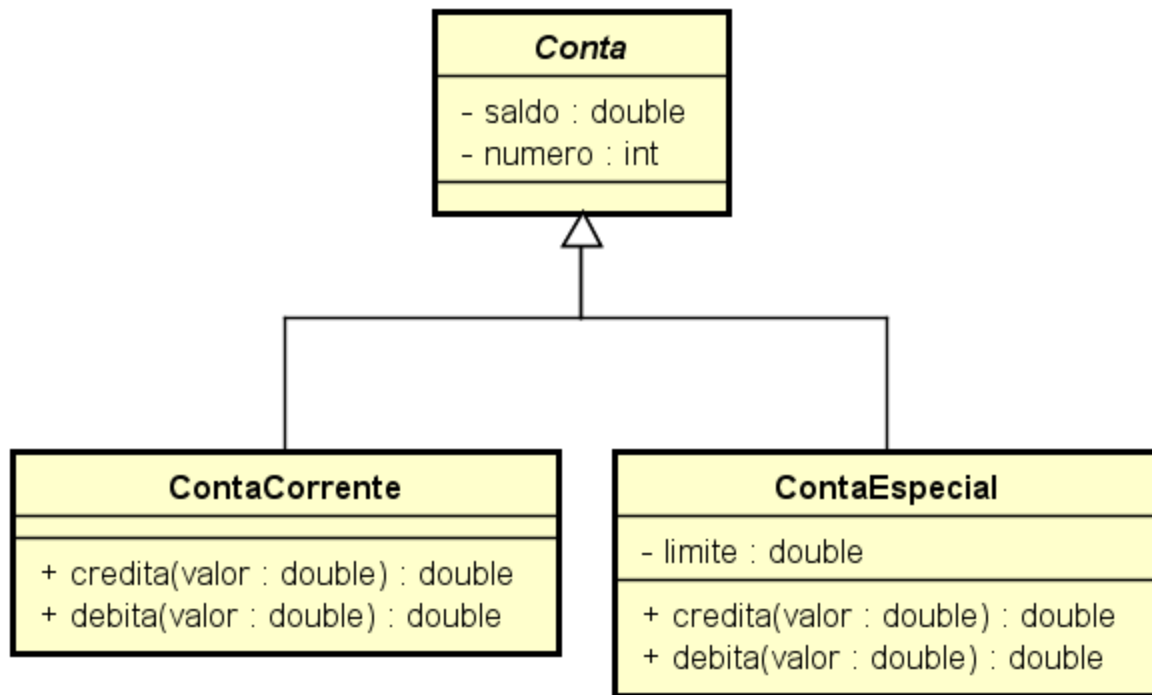 Conta
- saldo : double
- numero : int
ContaCorrente
+ credita(valor : double) : double
+ debita(valor : double) : double
ContaEspecial
- limite : double
+ credita(valor : double) : double
+ debita(valor : double) : double